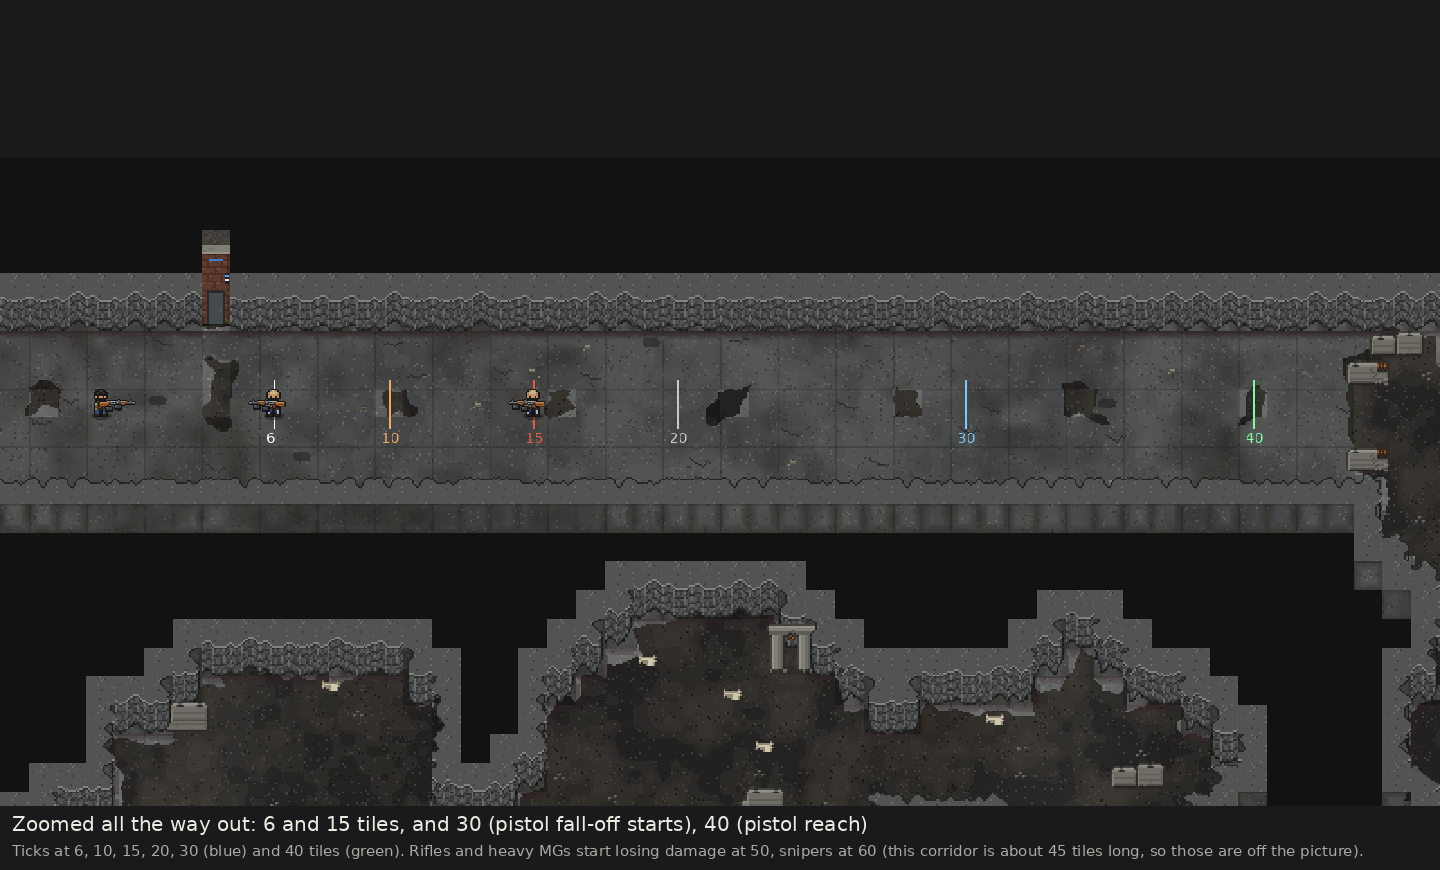 6 10 15 20 30 40
Zoomed all the way out: 6 and 15 tiles, and 30 (pistol fall-off starts), 40 (pistol reach)
Ticks at 6, 10, 15, 20, 30 (blue) and 40 tiles (green). Rifles and heavy MGs start losing damage at 50, snipers at 60 (this corridor is about 45 tiles long, so those are off the picture).